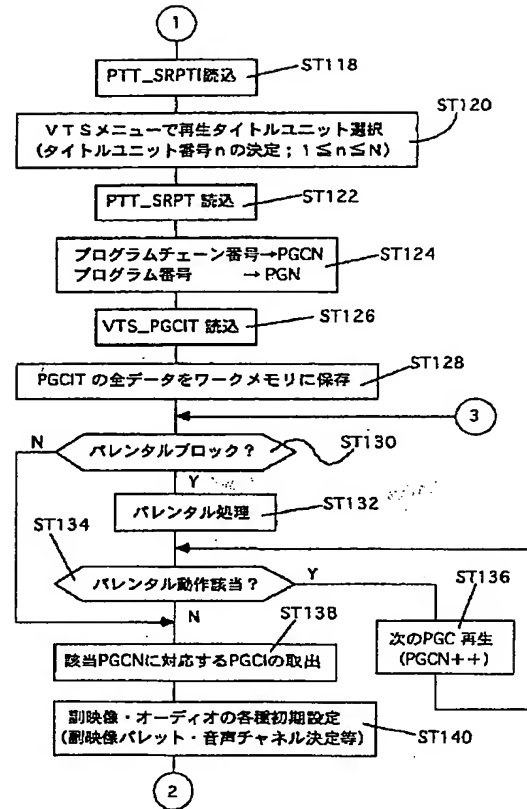 1
PTT_SRPTI読込
ST118
VTSメニューで再生タイトルユニット選択
(タイトルユニット番号nの決定;1≦n≦N)
ST120
PTT_SRPT 読込
ST122
プログラムチェーン番号→PGCN
プログラム番号 →PGN
ST124
VTS_PGCIT 読込
ST126
PGCIT の全データをワークメモリに保存
ST128
3
N
パレンタルブロック?
ST130
Y
パレンタル処理
ST132
ST134
パレンタル動作該当?
Y
ST136
N
次のPGC 再生
(PGCN++)
ST138
該当PGCNに対応するPGCIの取出
副映像・オーディオの各種初期設定
(副映像パレット・音声チャネル決定等)
ST140
2